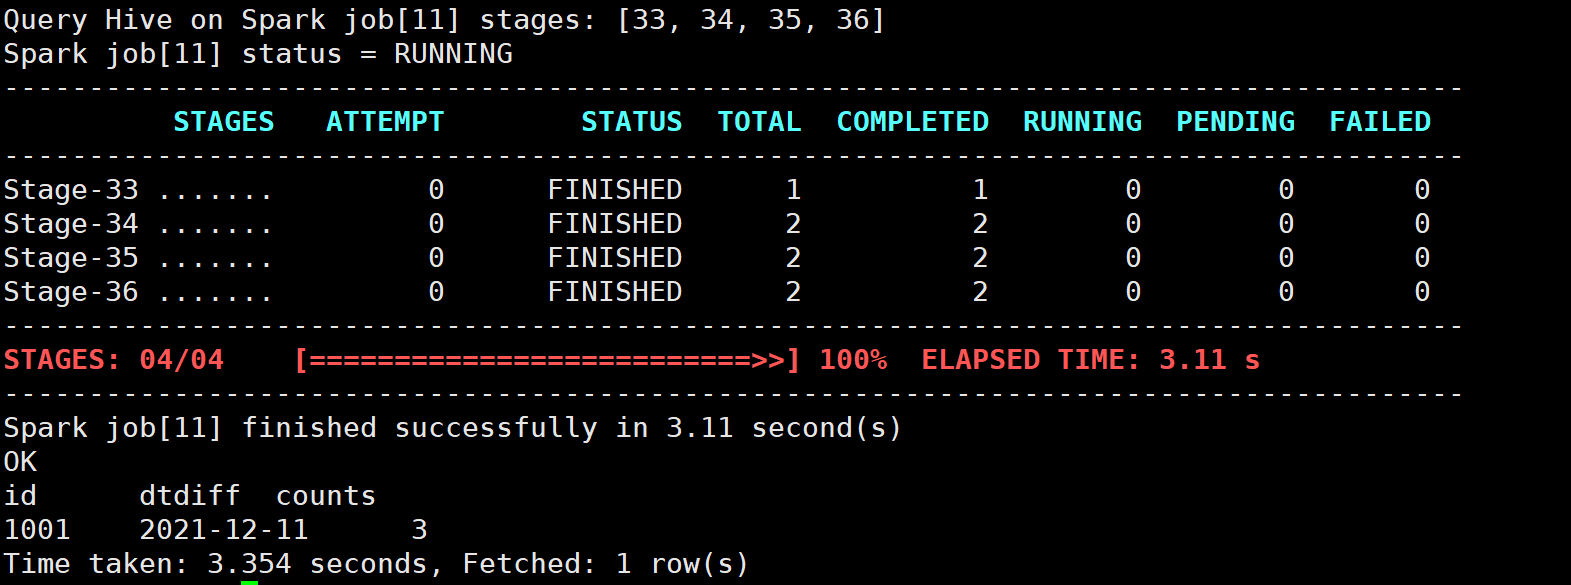 Query Hive on Spark job[11] stages: [33, 34, 35, 36]
Spark job[11] status = RUNNING
--------------------------------------------------------------------------------------
          STAGES   ATTEMPT        STATUS  TOTAL  COMPLETED  RUNNING  PENDING  FAILED
--------------------------------------------------------------------------------------
Stage-33 .......         0      FINISHED      1          1        0        0       0
Stage-34 .......         0      FINISHED      2          2        0        0       0
Stage-35 .......         0      FINISHED      2          2        0        0       0
Stage-36 .......         0      FINISHED      2          2        0        0       0
--------------------------------------------------------------------------------------
STAGES: 04/04    [==========================>>] 100%  ELAPSED TIME: 3.11 s
--------------------------------------------------------------------------------------
Spark job[11] finished successfully in 3.11 second(s)
OK
id      dtdiff  counts
1001    2021-12-11      3
Time taken: 3.354 seconds, Fetched: 1 row(s)